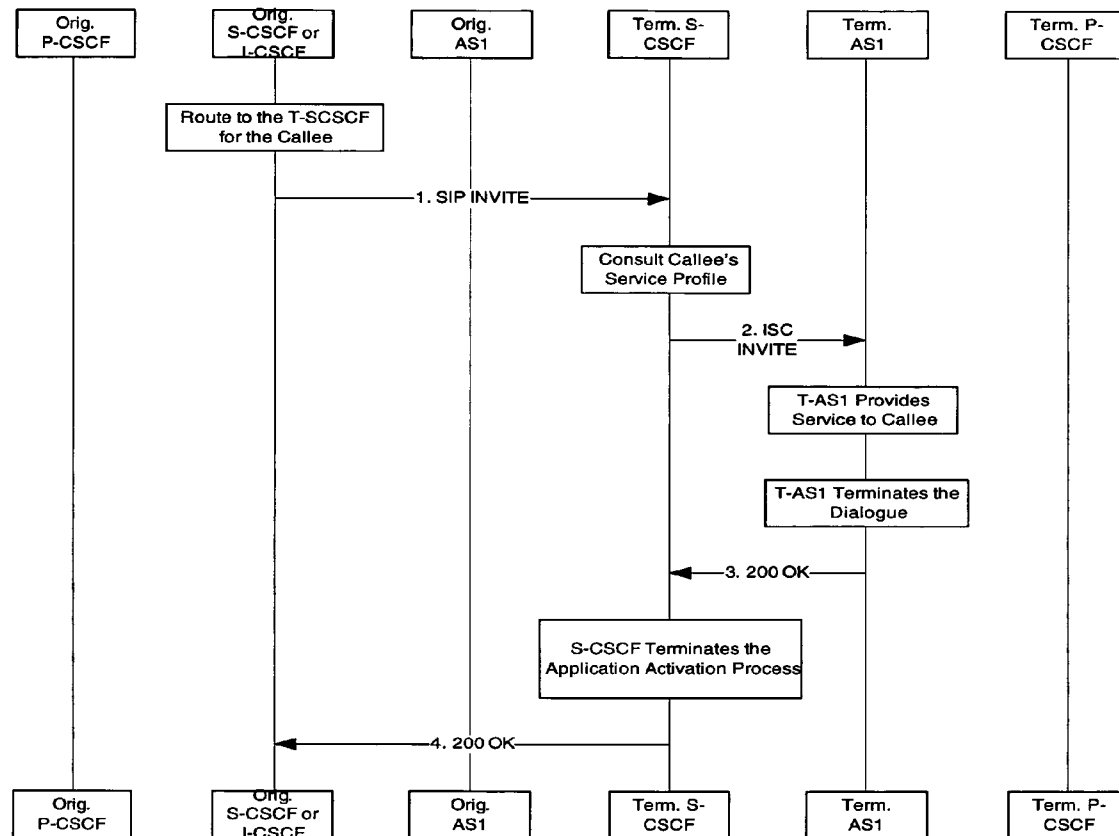 Orig.
P-CSCF
Orig.
S-CSCF or
I-CSCF
Orig.
AS1
Term. S-
CSCF
Term.
AS1
Term. P-
CSCF
Route to the T-SCSCF
for the Callee
1. SIP INVITE
Consult Callee's
Service Profile
2. ISC
INVITE
T-AS1 Provides
Service to Callee
T-AS1 Terminates the
Dialogue
3. 200 OK
S-CSCF Terminates the
Application Activation Process
4. 200 OK
Orig.
P-CSCF
Orig.
S-CSCF or
I-CSCF
Orig.
AS1
Term. S-
CSCF
Term.
AS1
Term. P-
CSCF